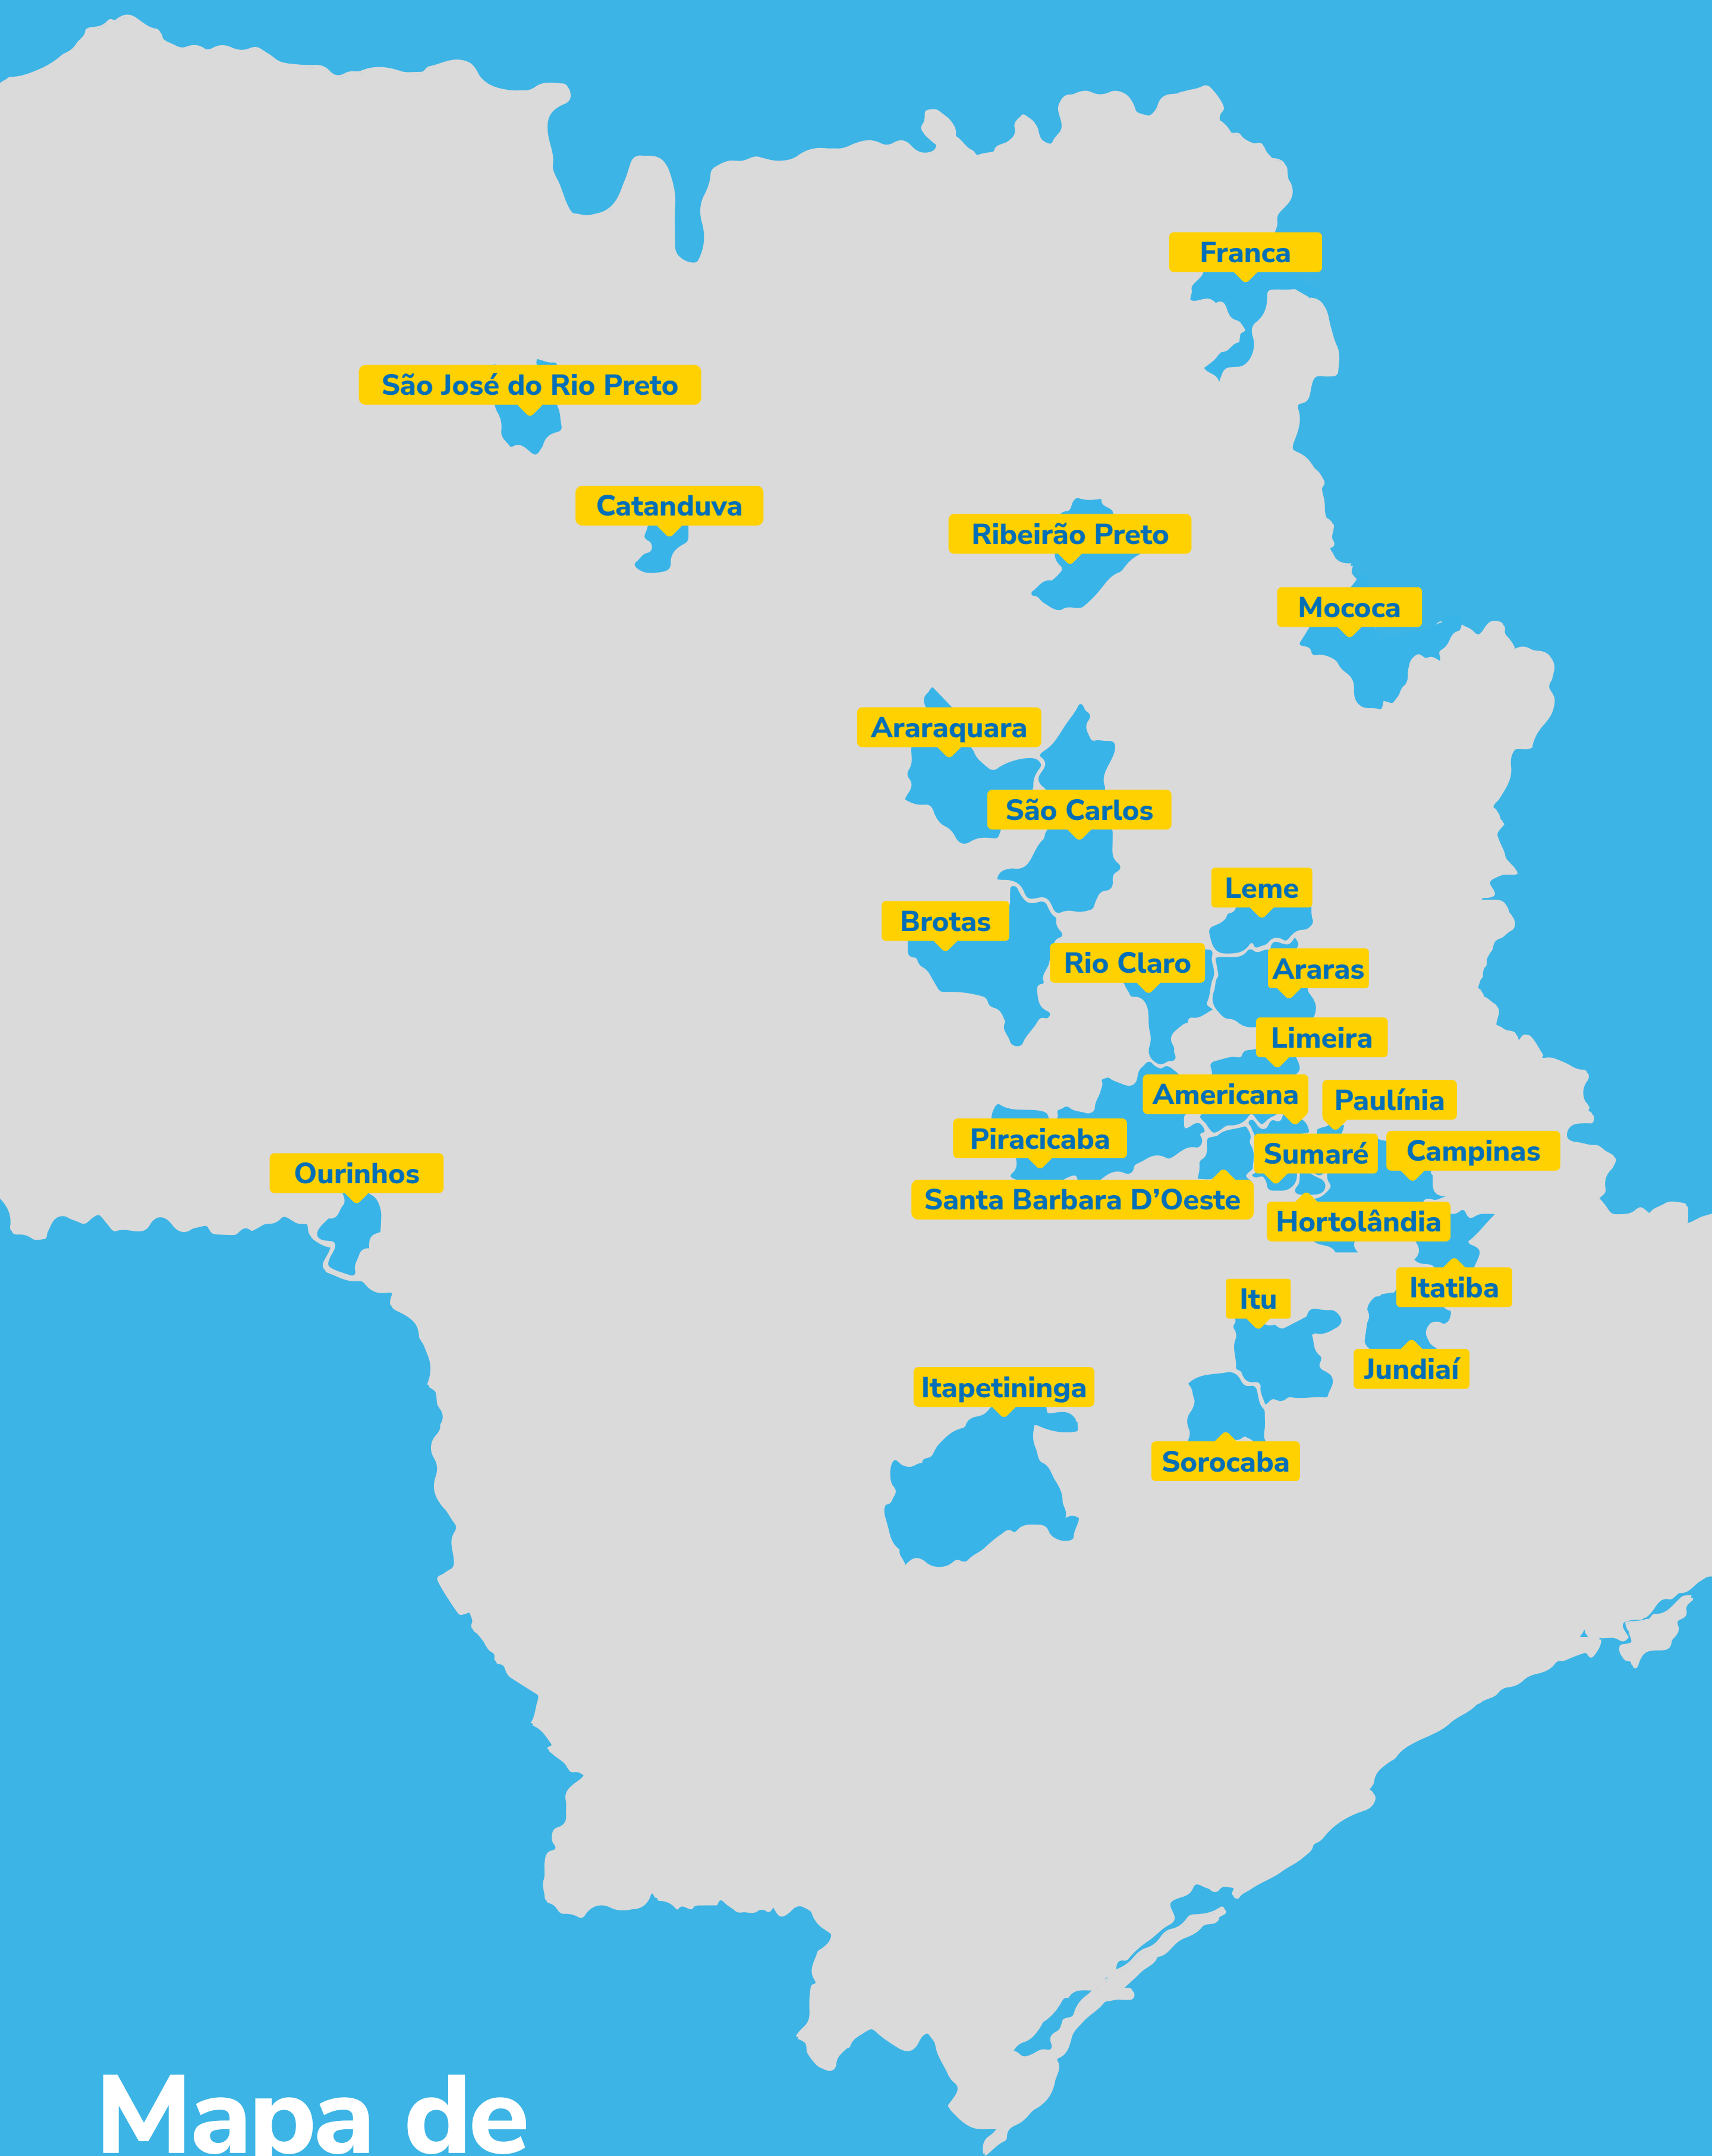 Franca
São José do Rio Preto
Catanduva
Ribeirão Preto
Mococa
Araraquara
São Carlos
Leme
Brotas
Rio Claro
Araras
Limeira
Americana
Paulínia
Piracicaba
Sumaré
Campinas
Ourinhos
Santa Barbara D’Oeste
Hortolândia
Itatiba
Itu
Jundiaí
Itapetininga
Sorocaba
Mapa de